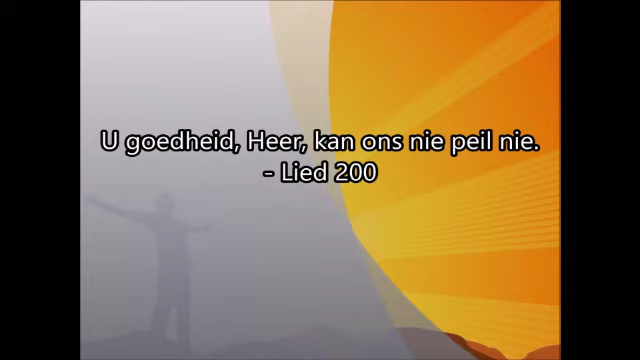 U goedheid, Heer, kan ons nie peil nie.
- Lied 200